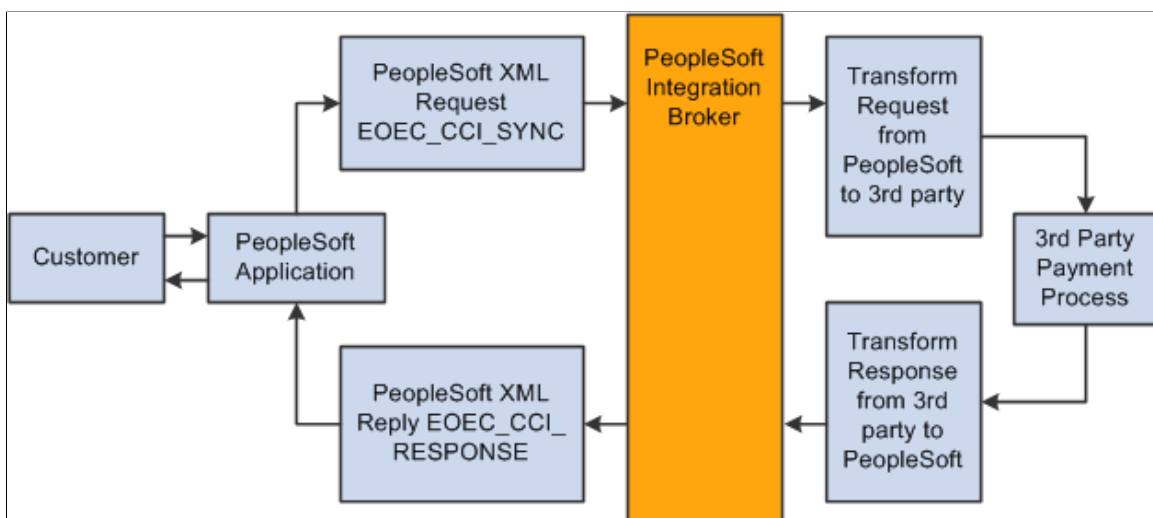 Customer
PeopleSoft
Application
PeopleSoft XML
Request
EOEC_CCI_SYNC
PeopleSoft
Integration
Broker
Transform
Request
from
PeopleSoft
to 3rd party
3rd Party
Payment
Process
Transform
Response
from 3rd
party to
PeopleSoft
PeopleSoft XML
Reply EOEC_CCI_
RESPONSE